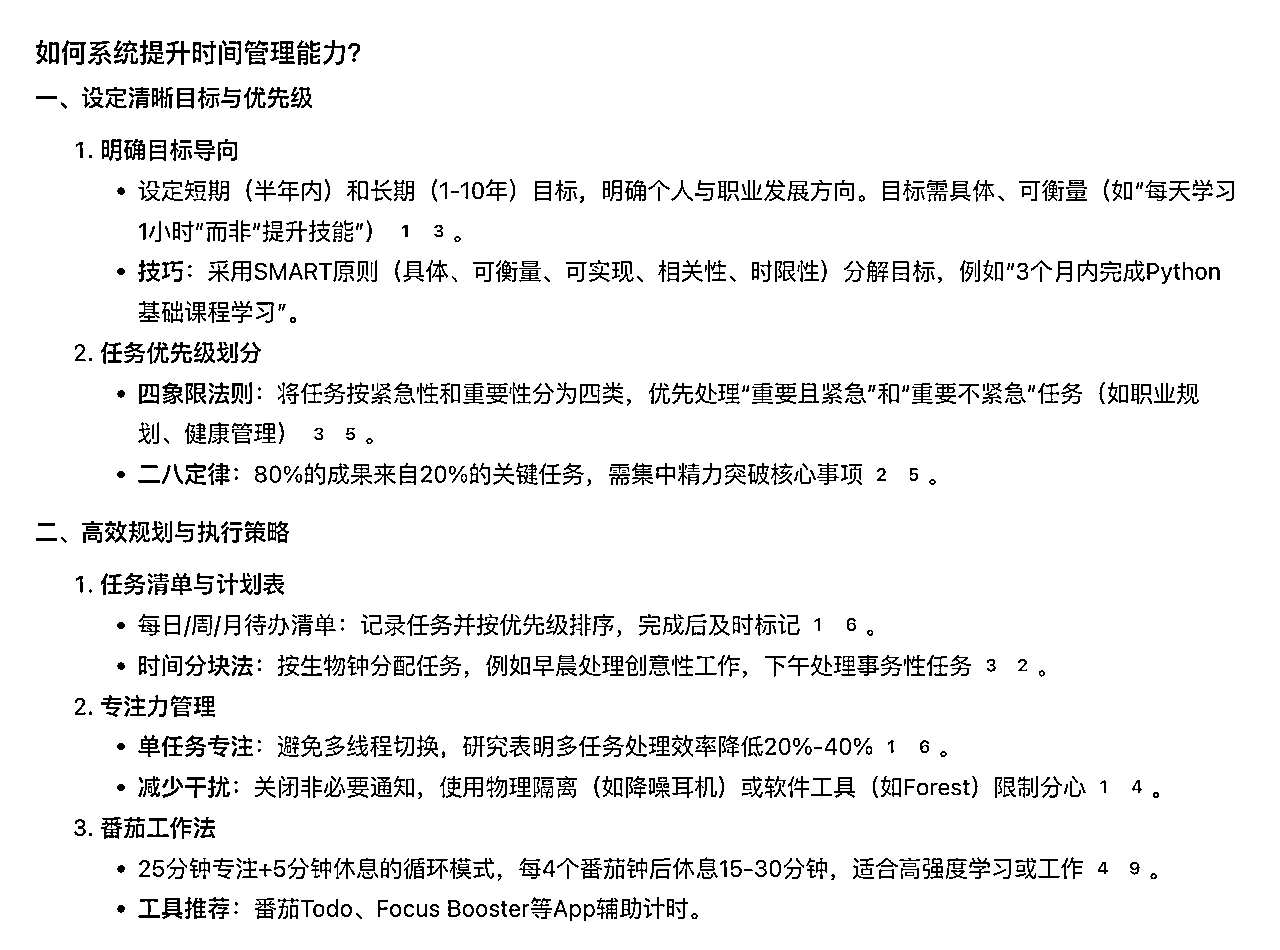 如何系统提升时间管理能力?
一、设定清晰目标与优先级
1. 明确目标导向
• 设定短期（半年内）和长期（1-10年）目标，明确个人与职业发展方向。目标需具体、可衡量（如“每天学习
1小时”而非“提升技能”） 1 3 。
• 技巧：采用SMART原则（具体、可衡量、可实现、相关性、时限性）分解目标，例如“3个月内完成Python
基础课程学习”。
2. 任务优先级划分
• 四象限法则：将任务按紧急性和重要性分为四类，优先处理“重要且紧急”和“重要不紧急”任务（如职业规
划、健康管理） 3 5 。
• 二八定律：80%的成果来自20%的关键任务，需集中精力突破核心事项 2 5 。
二、高效规划与执行策略
1. 任务清单与计划表
• 每日/周/月待办清单：记录任务并按优先级排序，完成后及时标记 1 6 。
• 时间分块法：按生物钟分配任务，例如早晨处理创意性工作，下午处理事务性任务 3 2 。
2. 专注力管理
• 单任务专注：避免多线程切换，研究表明多任务处理效率降低20%-40% 1 6 。
• 减少干扰：关闭非必要通知，使用物理隔离（如降噪耳机）或软件工具（如Forest）限制分心 1 4 。
3. 番茄工作法
• 25分钟专注+5分钟休息的循环模式，每4个番茄钟后休息15-30分钟，适合高强度学习或工作 4 9 。
• 工具推荐：番茄Todo、Focus Booster等App辅助计时。